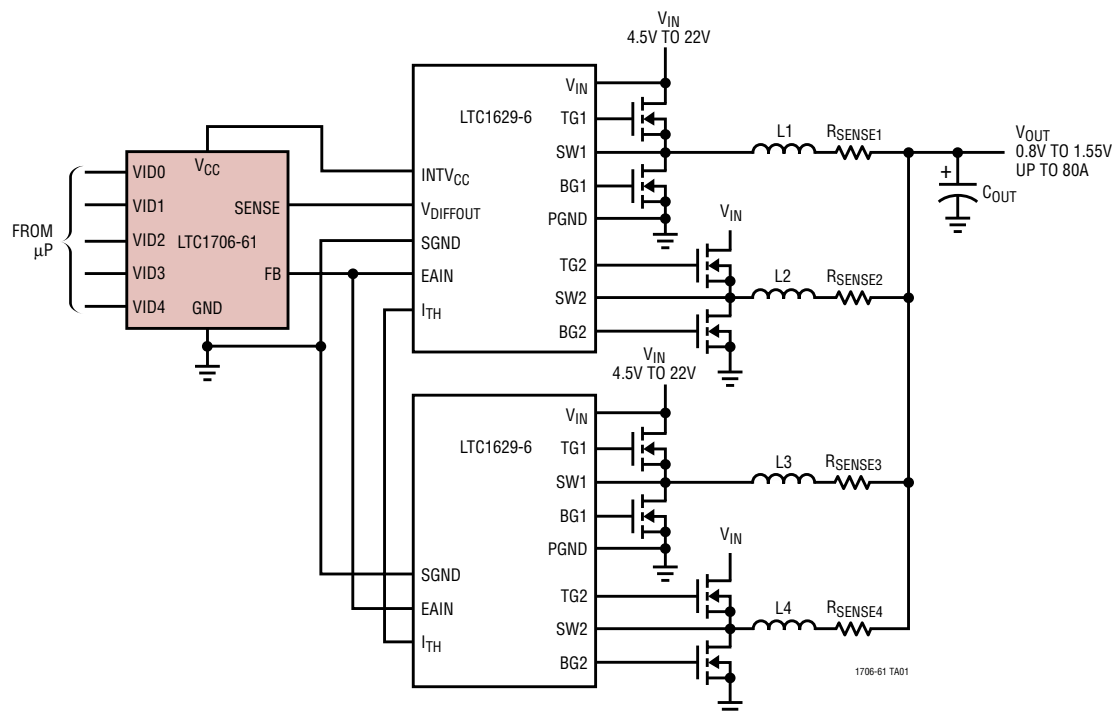 VIN
4.5V TO 22V
LTC1629-6
VIN
TG1
SW1
BG1
PGND
TG2
SW2
BG2
INTVCC
VDIFFOUT
SGND
EAIN
ITH
VCC
VID0
VID1
VID2
VID3
VID4
SENSE
LTC1706-61
FB
GND
FROM
µP
L1
RSENSE1
VOUT
0.8V TO 1.55V
UP TO 80A
+
COUT
VIN
L2
RSENSE2
VIN
4.5V TO 22V
LTC1629-6
VIN
TG1
SW1
BG1
PGND
TG2
SW2
BG2
SGND
EAIN
ITH
L3
RSENSE3
VIN
L4
RSENSE4
1706-61 TA01